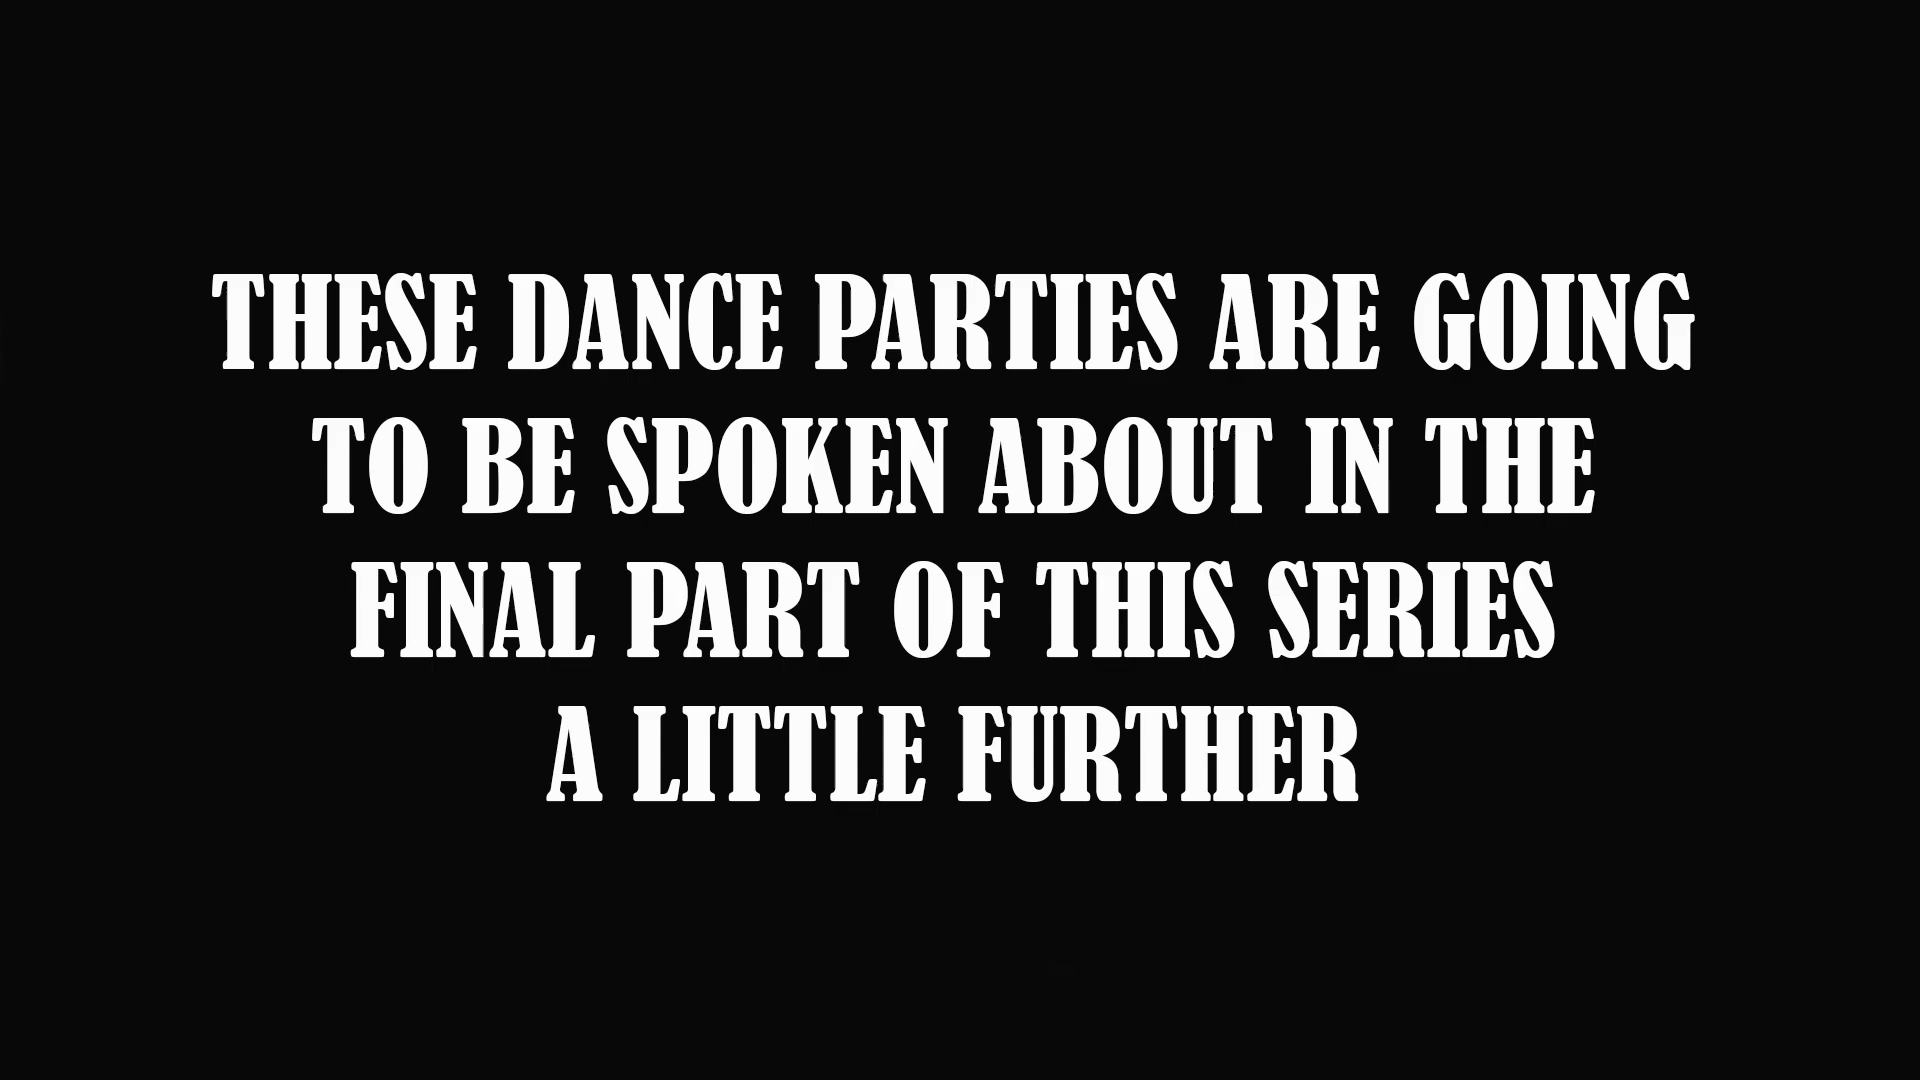 THESE DANCE PARTIES ARE GOING
TO BE SPOKEN ABOUT IN THE
FINAL PART OF THIS SERIES
A LITTLE FURTHER